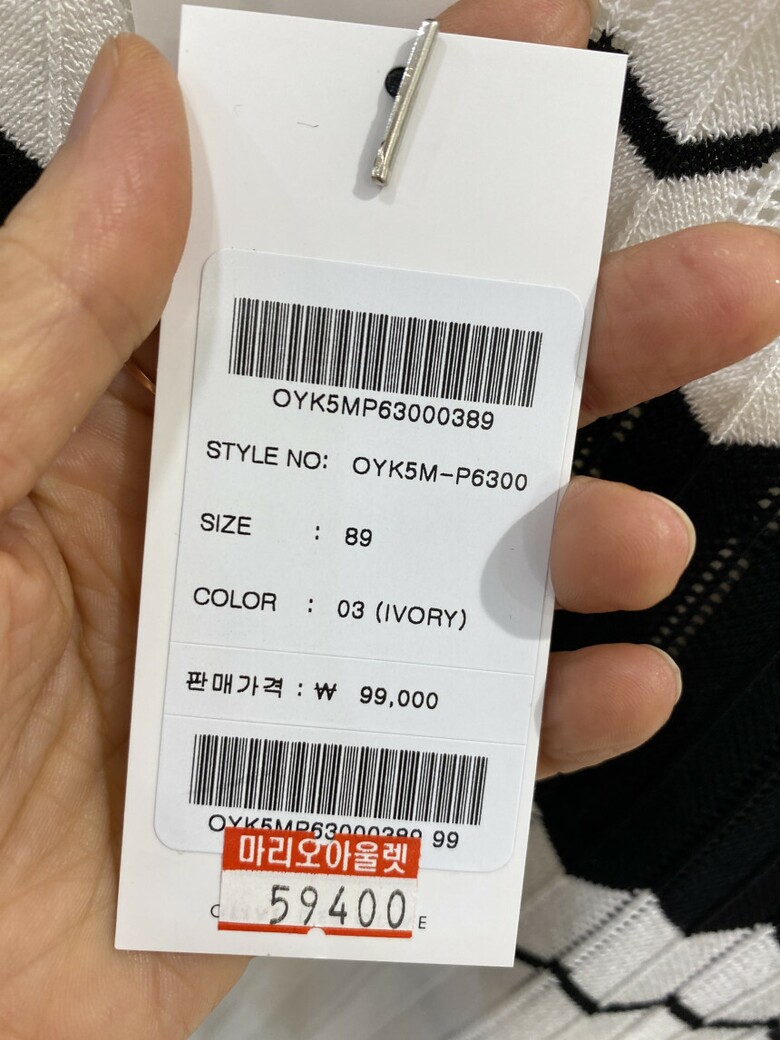 OYK5MP63000389
STYLE NO: OYK5M-P6300
SIZE : 89
COLOR : 03 (IVORY)
판매가격 : ₩ 99,000
OYK5MP63000389 99
마리오아울렛
59400